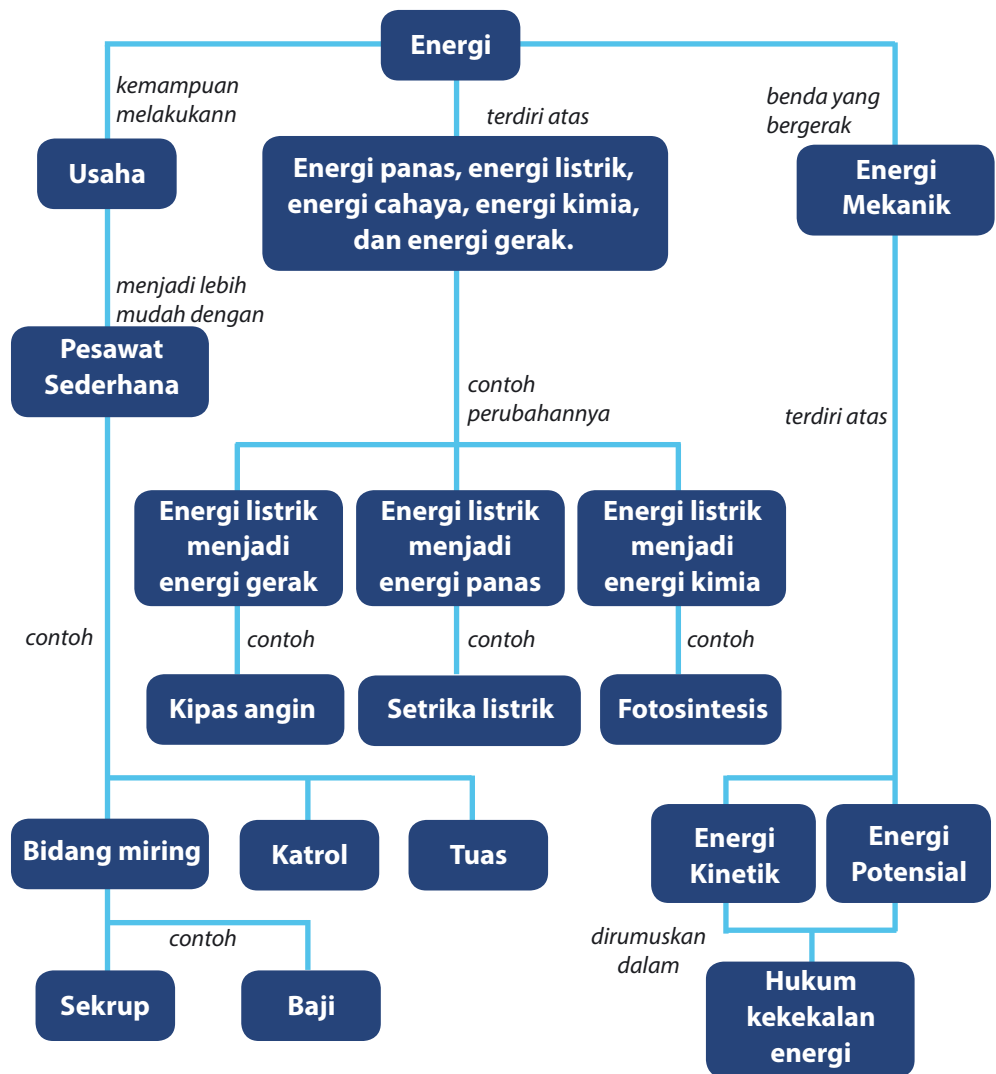 Energi
kemampuan
melakukann
terdiri atas
benda yang
bergerak
Usaha
Energi panas, energi listrik,
energi cahaya, energi kimia,
dan energi gerak.
Energi
Mekanik
menjadi lebih
mudah dengan
Pesawat
Sederhana
contoh
perubahannya
terdiri atas
Energi listrik
menjadi
energi gerak
Energi listrik
menjadi
energi panas
Energi listrik
menjadi
energi kimia
contoh
contoh
contoh
contoh
Kipas angin
Setrika listrik
Fotosintesis
Bidang miring
Katrol
Tuas
Energi
Kinetik
Energi
Potensial
contoh
dirumuskan
dalam
Sekrup
Baji
Hukum
kekekalan
energi